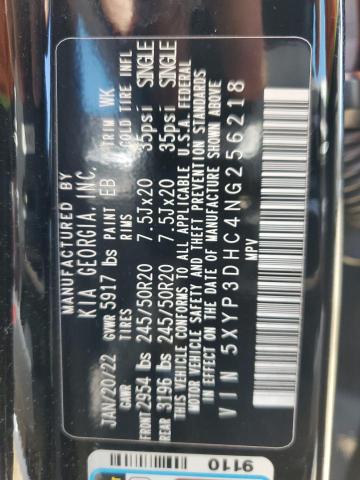 MANUFACTURED BY
KIA GEORGIA, INC.
JAN/20/22 GVWR 5917 lbs PAINT EB TRIM WK
GAWR TIRES RIMS COLD TIRE INFL
FRONT 2954 lbs 245/50R20 7.5Jx20 35psi SINGLE
REAR 3196 lbs 245/50R20 7.5Jx20 35psi SINGLE
THIS VEHICLE CONFORMS TO ALL APPLICABLE U.S.A. FEDERAL
MOTOR VEHICLE SAFETY AND THEFT PREVENTION STANDARDS
IN EFFECT ON THE DATE OF MANUFACTURE SHOWN ABOVE.
VIN 5XYP3DHC4NG256218
MPV
9110